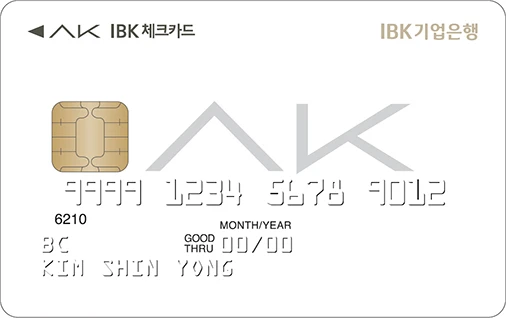 AK IBK 체크카드
IBK기업은행
AK
9999 1234 5678 9012
6210
MONTH/YEAR
BC GOOD THRU 00/00
KIM SHIN YONG